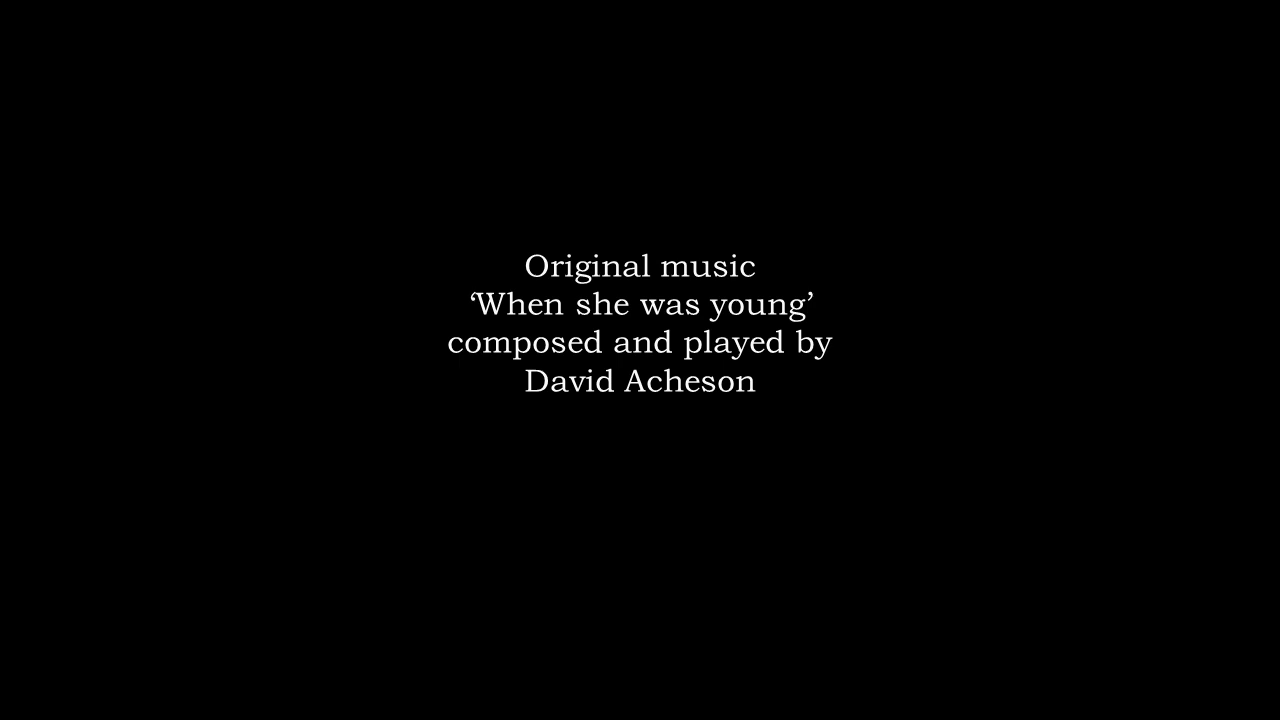 Original music
‘When she was young’
composed and played by
David Acheson